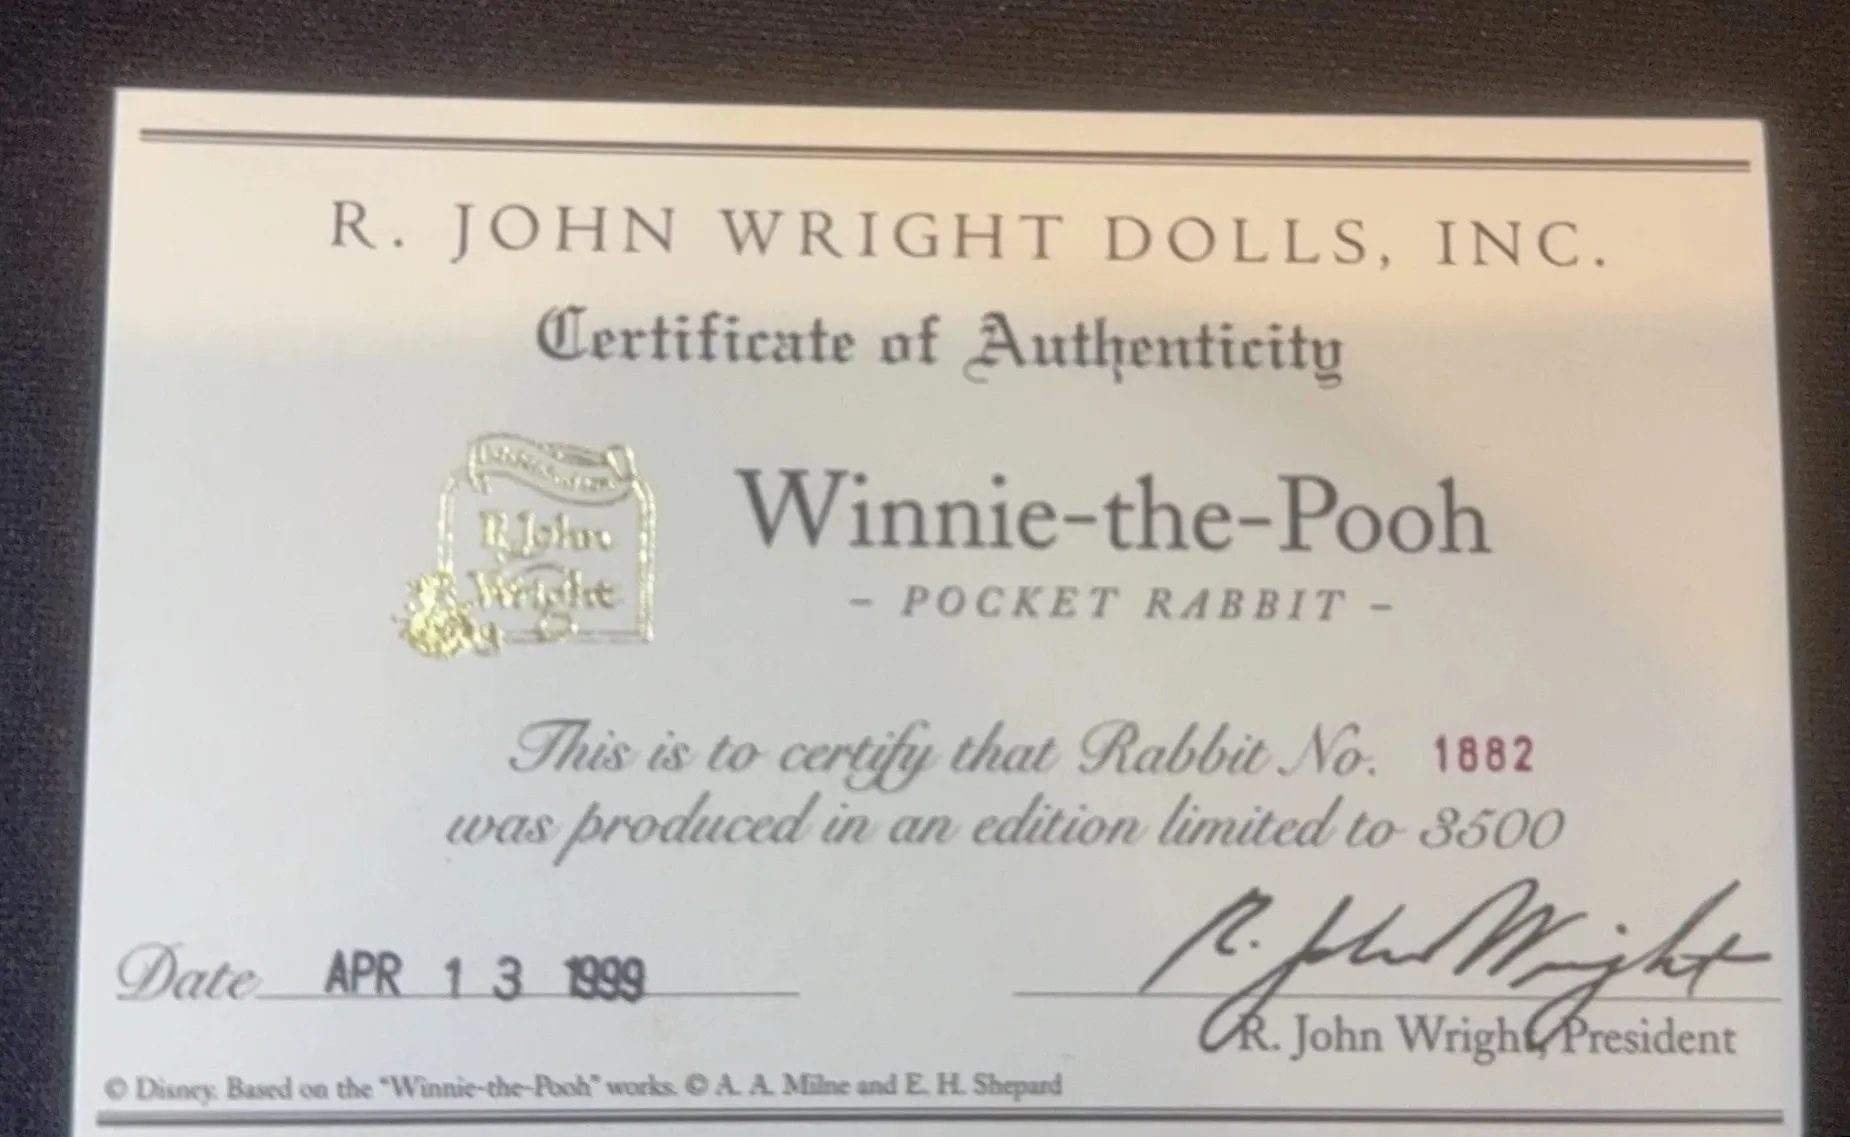 R. JOHN WRIGHT DOLLS, INC.
Certificate of Authenticity
R. John
Wright
Winnie-the-Pooh
- POCKET RABBIT -
This is to certify that Rabbit No. 1882
was produced in an edition limited to 3500
Date APR 13 1999
R. John Wright
R. John Wright, President
© Disney. Based on the "Winnie-the-Pooh" works. © A. A. Milne and E. H. Shepard